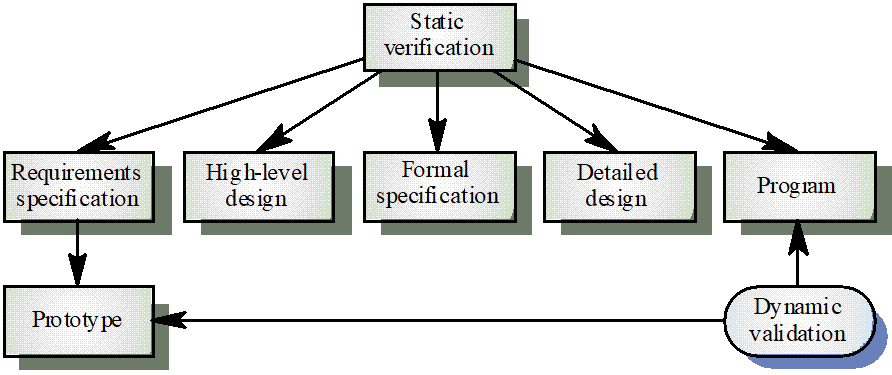 Static
verification
Requirements
specification
High-level
design
Formal
specification
Detailed
design
Program
Prototype
Dynamic
validation